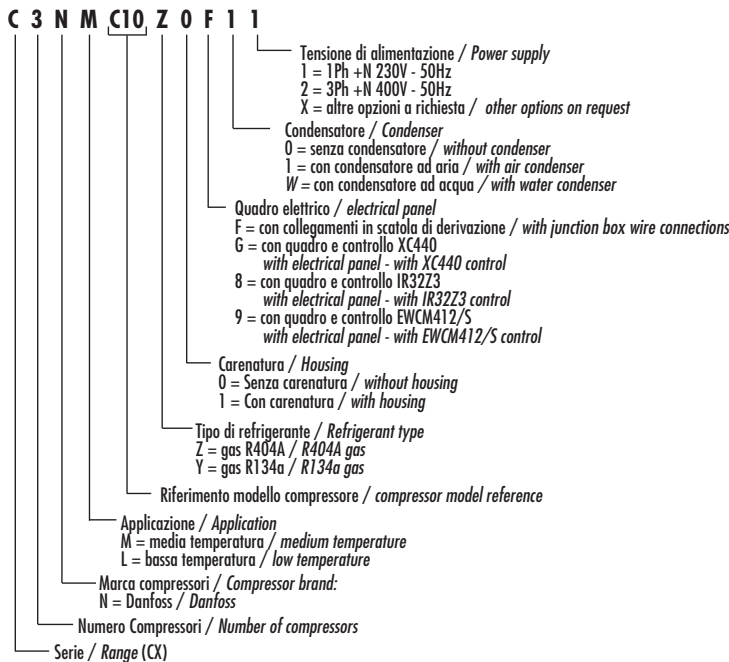 C 3 N M C10 Z 0 F 1 1
Tensione di alimentazione / Power supply
1 = 1Ph +N 230V - 50Hz
2 = 3Ph +N 400V - 50Hz
X = altre opzioni a richiesta / other options on request
Condensatore / Condenser
0 = senza condensatore / without condenser
1 = con condensatore ad aria / with air condenser
W = con condensatore ad acqua / with water condenser
Quadro elettrico / electrical panel
F = con collegamenti in scatola di derivazione / with junction box wire connections
G = con quadro e controllo XC440
with electrical panel - with XC440 control
8 = con quadro e controllo IR32Z3
with electrical panel - with IR32Z3 control
9 = con quadro e controllo EWCM412/S
with electrical panel - with EWCM412/S control
Carenatura / Housing
0 = Senza carenatura / without housing
1 = Con carenatura / with housing
Tipo di refrigerante / Refrigerant type
Z = gas R404A / R404A gas
Y = gas R134a / R134a gas
Riferimento modello compressore / compressor model reference
Applicazione / Application
M = media temperatura / medium temperature
L = bassa temperatura / low temperature
Marca compressori / Compressor brand:
N = Danfoss / Danfoss
Numero Compressori / Number of compressors
Serie / Range (CX)